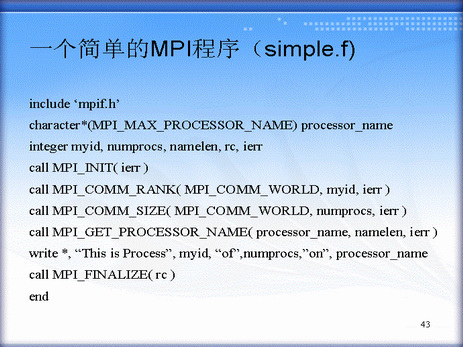 一个简单的MPI程序（simple.f)
include ‘mpif.h’
character*(MPI_MAX_PROCESSOR_NAME) processor_name
integer myid, numprocs, namelen, rc, ierr
call MPI_INIT( ierr )
call MPI_COMM_RANK( MPI_COMM_WORLD, myid, ierr )
call MPI_COMM_SIZE( MPI_COMM_WORLD, numprocs, ierr )
call MPI_GET_PROCESSOR_NAME( processor_name, namelen, ierr )
write *, “This is Process”, myid, “of”,numprocs,”on”, processor_name
call MPI_FINALIZE( rc )
end
43